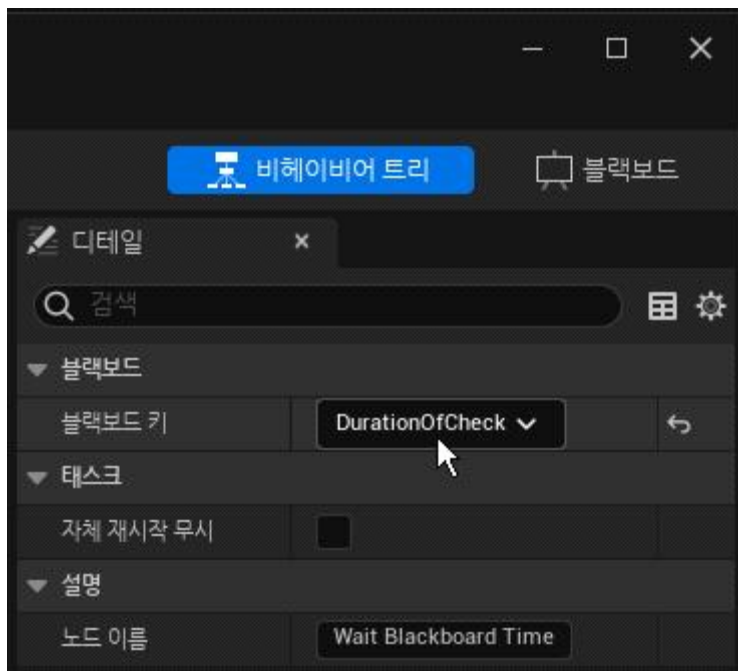 비헤이비어 트리 블랙보드
디테일
검색
블랙보드
블랙보드 키 DurationOfCheck
태스크
자체 재시작 무시
설명
노드 이름 Wait Blackboard Time